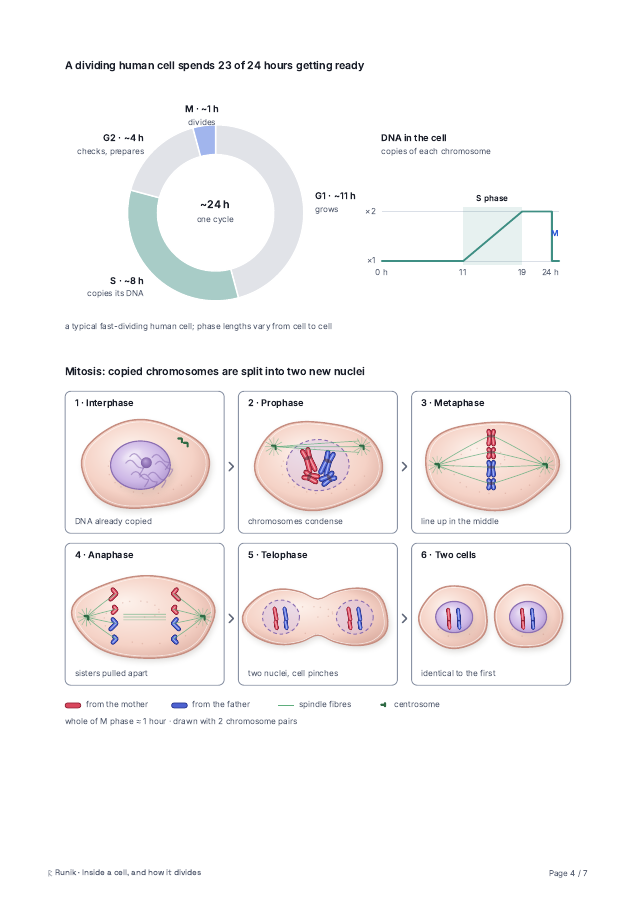 A dividing human cell spends 23 of 24 hours getting ready
M · ~1 h
divides
G2 · ~4 h
checks, prepares
~24 h
one cycle
G1 · ~11 h
grows
S · ~8 h
copies its DNA
DNA in the cell
copies of each chromosome
S phase
×2
M
×1
0 h
11
19
24 h
a typical fast-dividing human cell; phase lengths vary from cell to cell
Mitosis: copied chromosomes are split into two new nuclei
1 · Interphase
DNA already copied
2 · Prophase
chromosomes condense
3 · Metaphase
line up in the middle
4 · Anaphase
sisters pulled apart
5 · Telophase
two nuclei, cell pinches
6 · Two cells
identical to the first
from the mother
from the father
spindle fibres
centrosome
whole of M phase ≈ 1 hour · drawn with 2 chromosome pairs
Runik · Inside a cell, and how it divides
Page 4 / 7